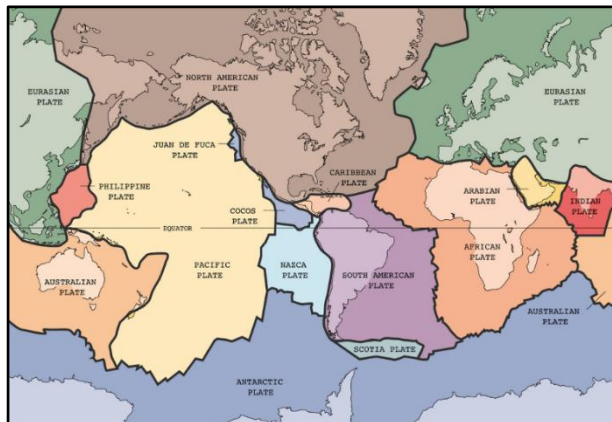 NORTH AMERICAN
PLATE
EURASIAN
PLATE
EURASIAN
PLATE
JUAN DE FUCA
PLATE
CARIBBEAN
PLATE
PHILIPPINE
PLATE
ARABIAN
PLATE
INDIAN
PLATE
COCOS
PLATE
EQUATOR
AUSTRALIAN
PLATE
PACIFIC
PLATE
NAZCA
PLATE
SOUTH AMERICAN
PLATE
AFRICAN
PLATE
AUSTRALIAN
PLATE
SCOTIA PLATE
ANTARCTIC
PLATE